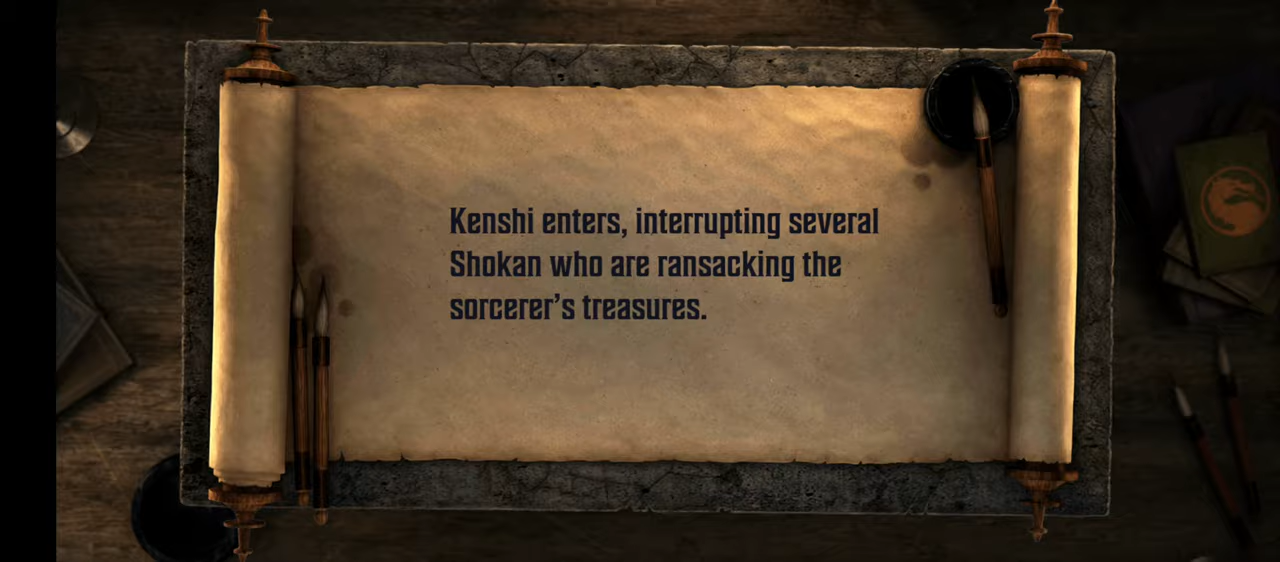 Kenshi enters, interrupting several
Shokan who are ransacking the
sorcerer's treasures.